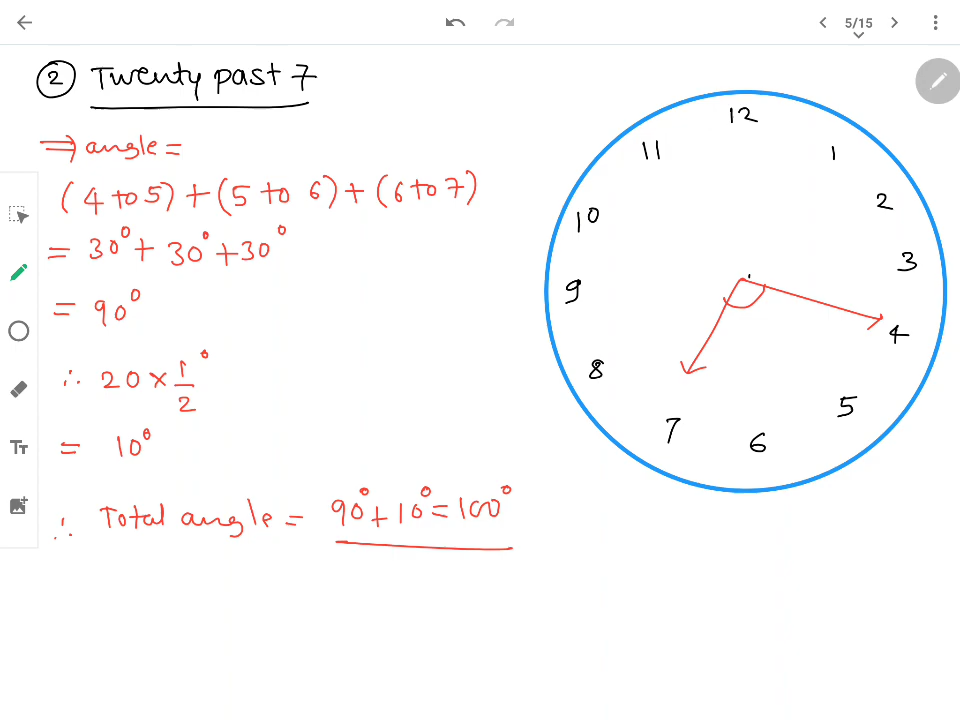 5/15
② Twenty past 7
⇒ angle =
(4 to 5) + (5 to 6) + (6 to 7)
= 30° + 30° + 30°
= 90°
∴ 20 × 1/2°
= 10°
∴ Total angle = 90° + 10° = 100°
12
11
1
10
2
9
3
8
4
7
5
6
TT